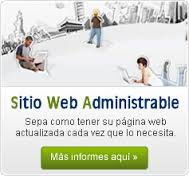 Sitio Web Administrable
Sepa como tener su página web
actualizada cada vez que lo necesita.
Más informes aquí »